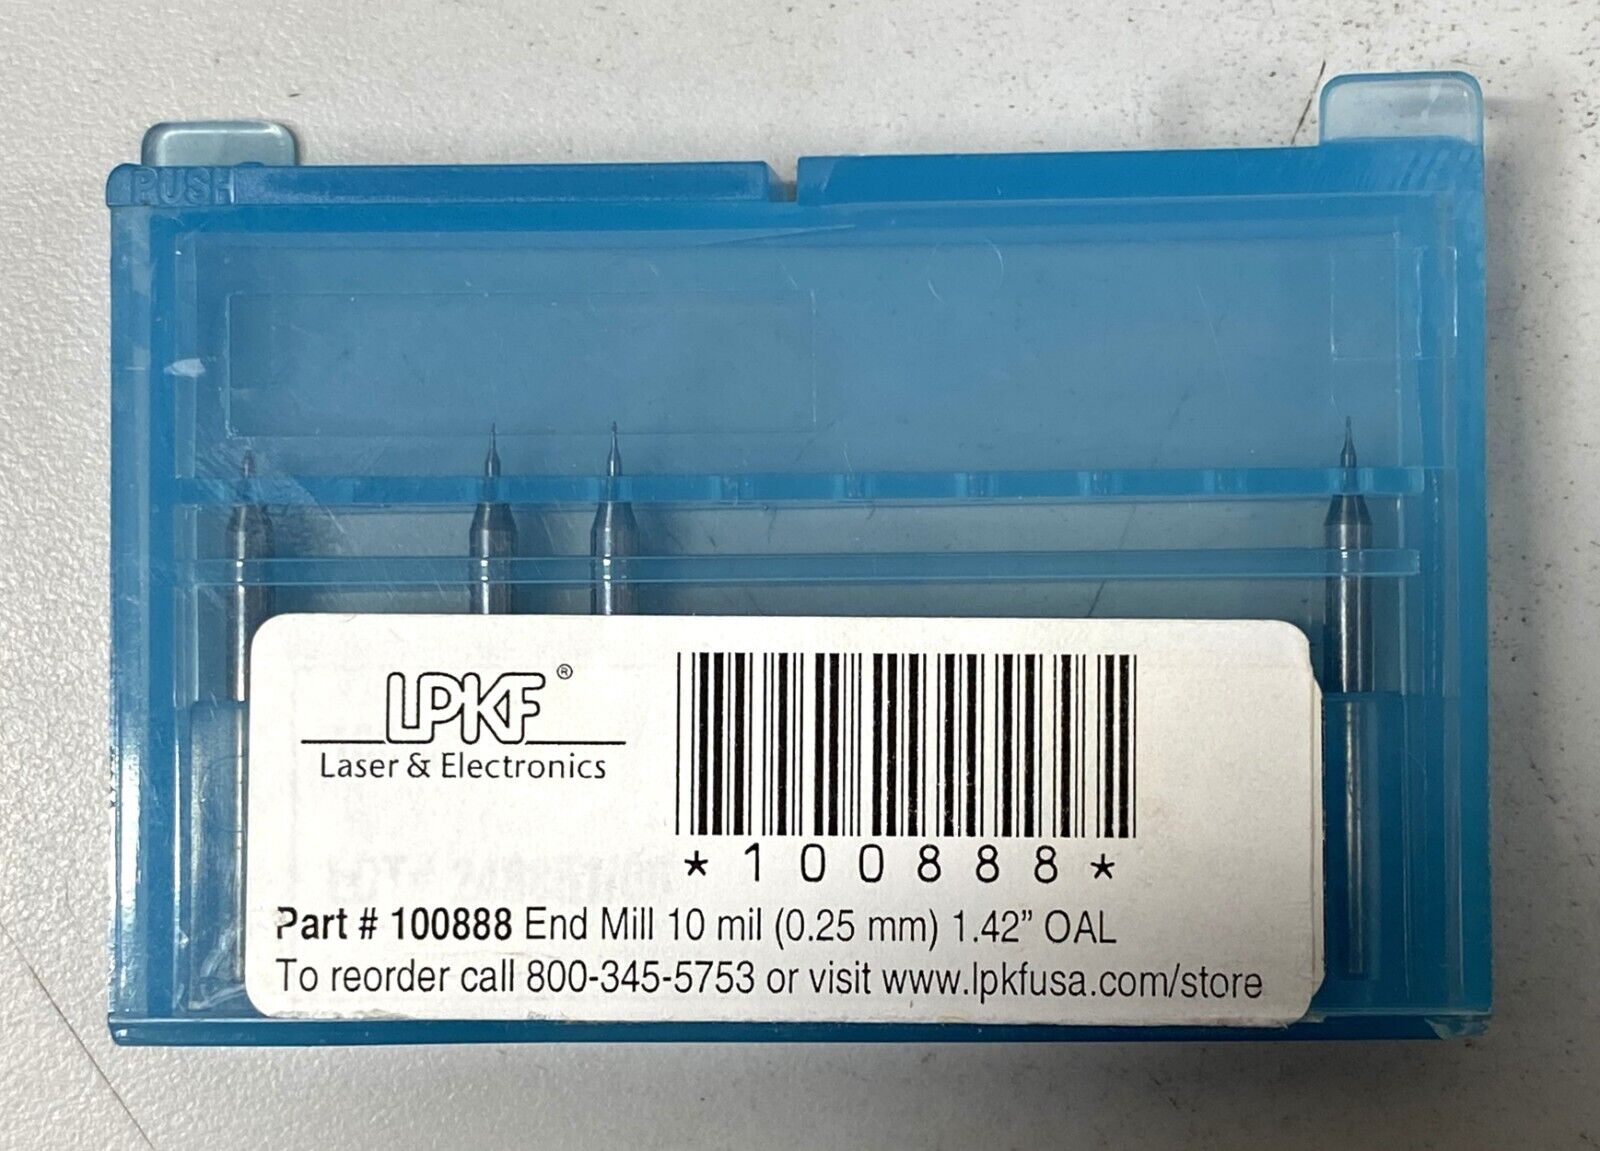 PUSH
LPKF®
Laser & Electronics
*100888*
Part # 100888 End Mill 10 mil (0.25 mm) 1.42” OAL
To reorder call 800-345-5753 or visit www.lpkfusa.com/store